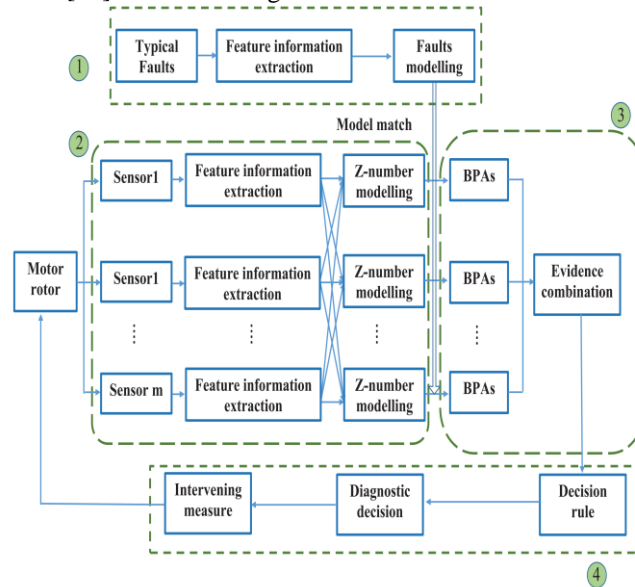 1
Typical
Faults
Feature information
extraction
Faults
modelling
Model match
2
3
Sensor1
Feature information
extraction
Z-number
modelling
BPAs
Motor
rotor
Sensor1
Feature information
extraction
Z-number
modelling
BPAs
Evidence
combination
Sensor m
Feature information
extraction
Z-number
modelling
BPAs
Intervening
measure
Diagnostic
decision
Decision
rule
4